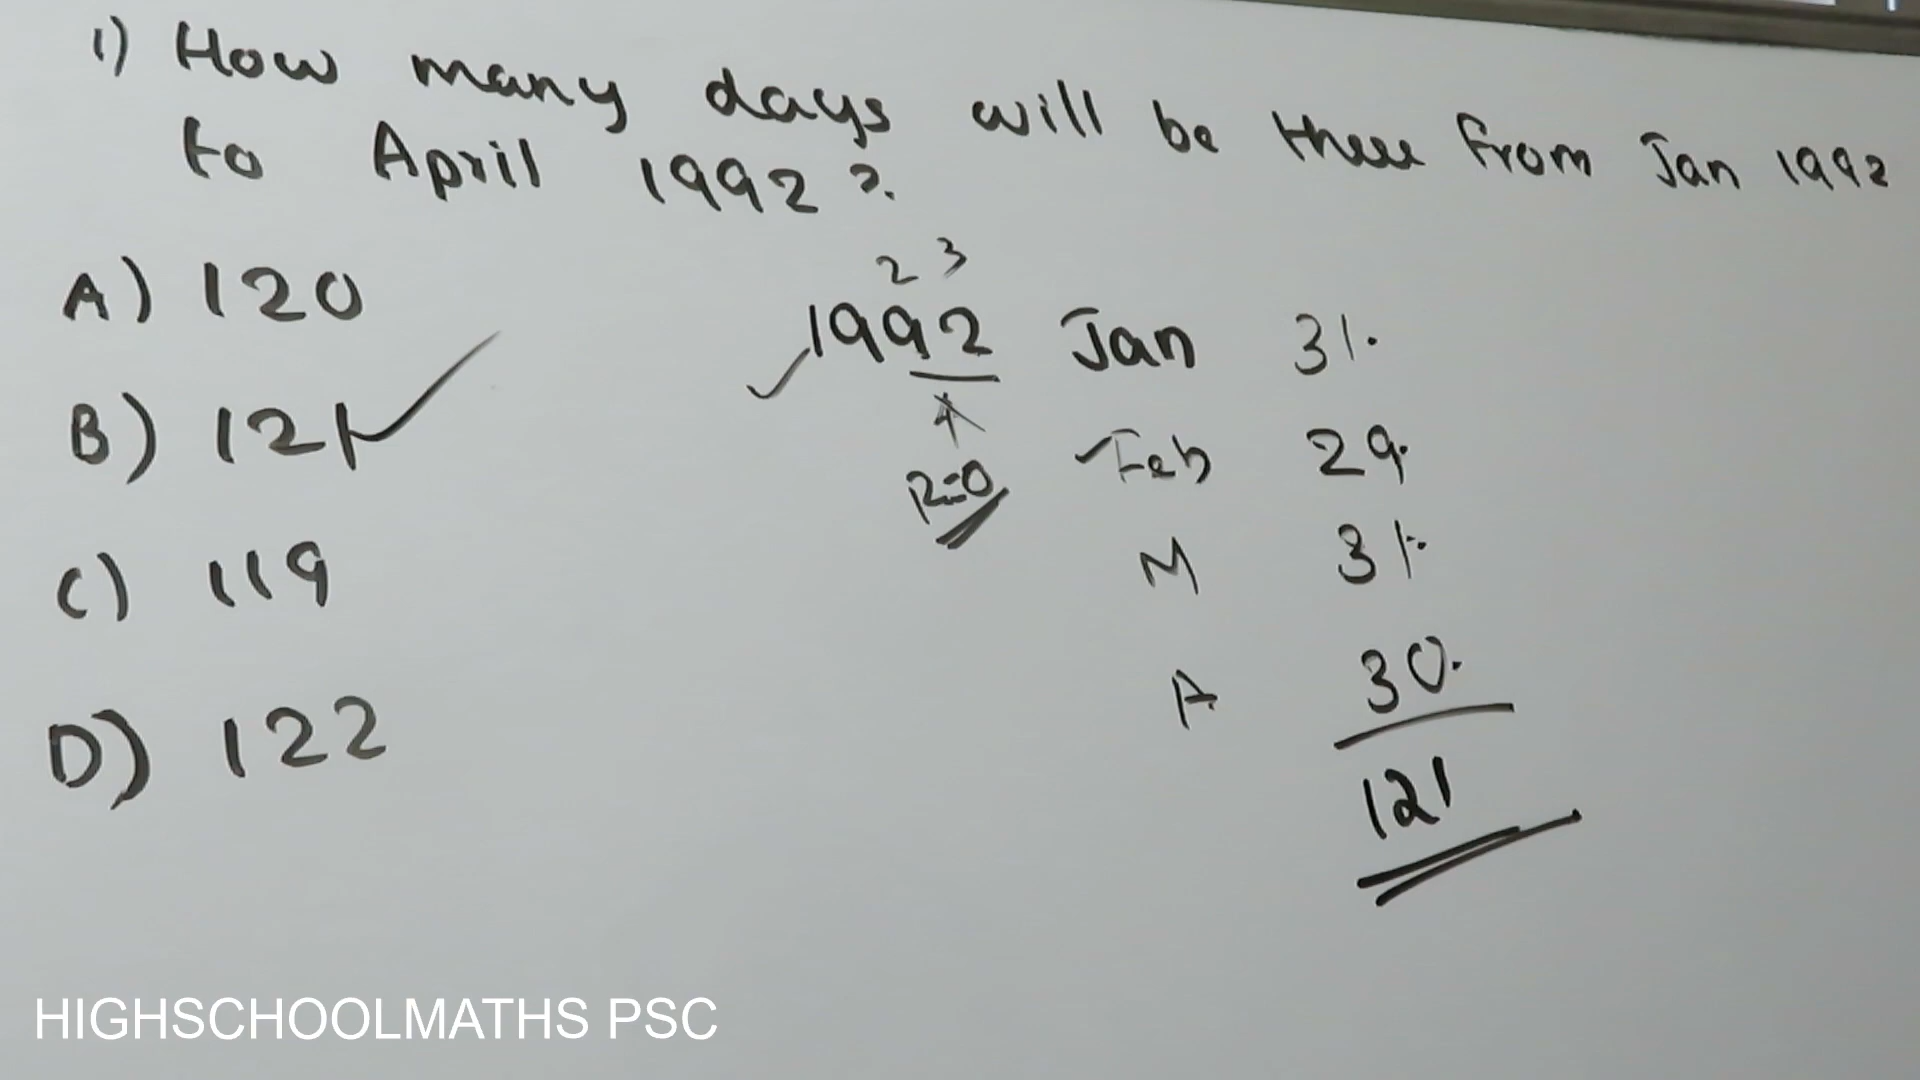 1) How many days will be there from Jan 1992
to April 1992?.
A) 120
B) 121
C) 119
D) 122
2 3
1992
4
R=0
Jan 31.
Feb 29.
M 31.
A 30.
121
HIGHSCHOOLMATHS PSC